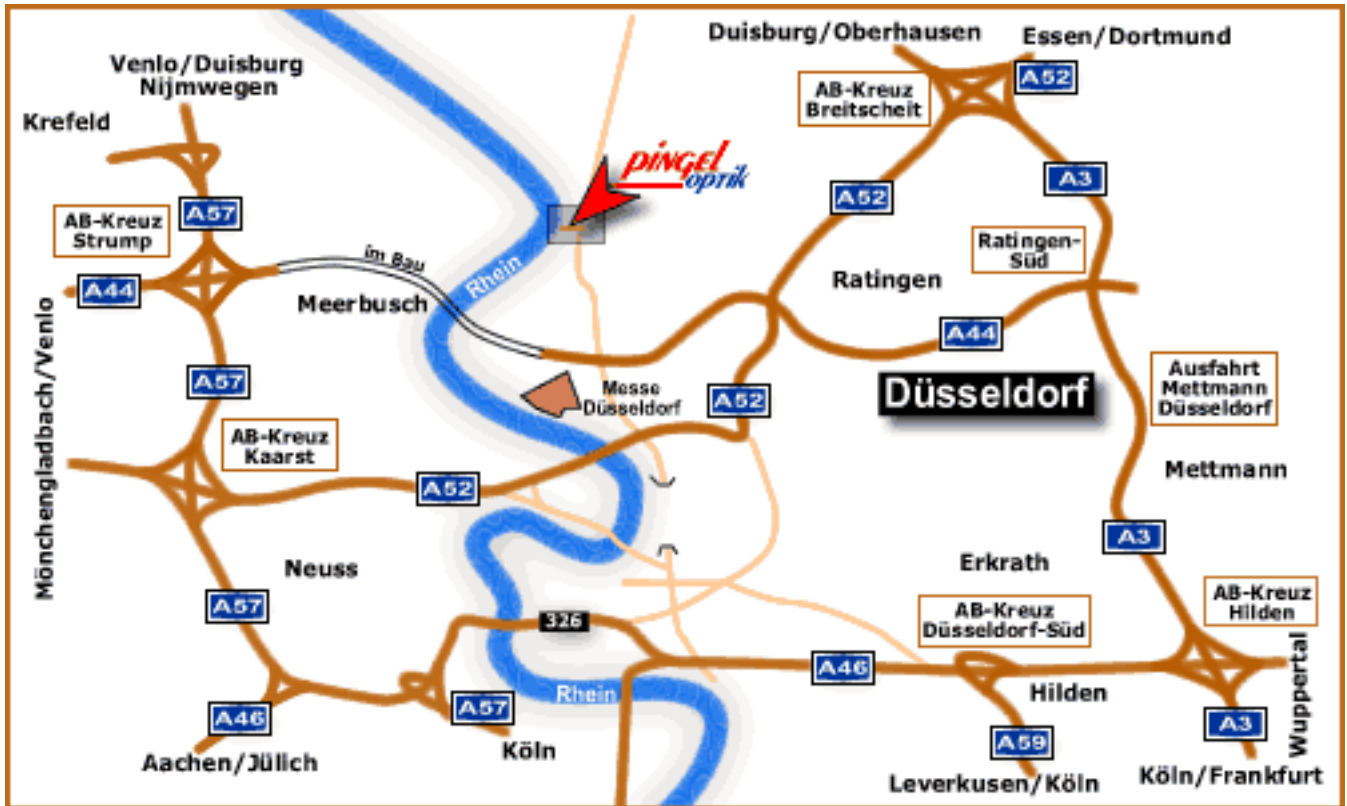 Duisburg/Oberhausen
Essen/Dortmund
Venlo/Duisburg
Nijmwegen
A52
AB-Kreuz
Breitscheit
Krefeld
pingel
optik
A3
A52
A57
AB-Kreuz
Strump
im Bau
Ratingen-
Süd
Rhein
Ratingen
A44
Meerbusch
A44
Mönchengladbach/Venlo
A57
Messe
Düsseldorf
Düsseldorf
Ausfahrt
Mettmann
Düsseldorf
A52
AB-Kreuz
Kaarst
Mettmann
A52
A3
Neuss
Erkrath
A57
326
AB-Kreuz
Düsseldorf-Süd
AB-Kreuz
Hilden
A46
Rhein
Hilden
Wuppertal
A46
A57
A3
Köln
A59
Aachen/Jülich
Leverkusen/Köln
Köln/Frankfurt